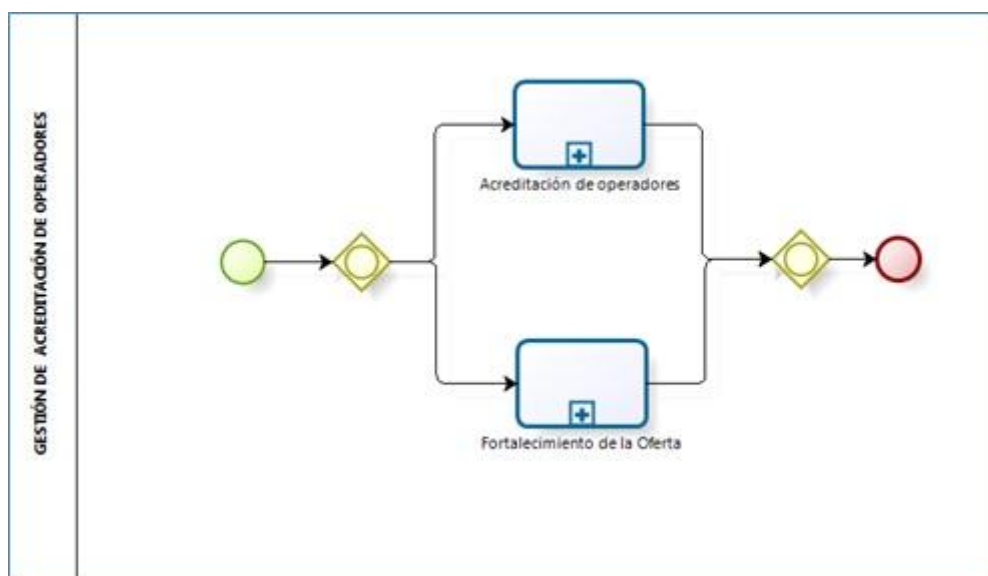 GESTIÓN DE ACREDITACIÓN DE OPERADORES
Acreditación de operadores
Fortalecimiento de la Oferta